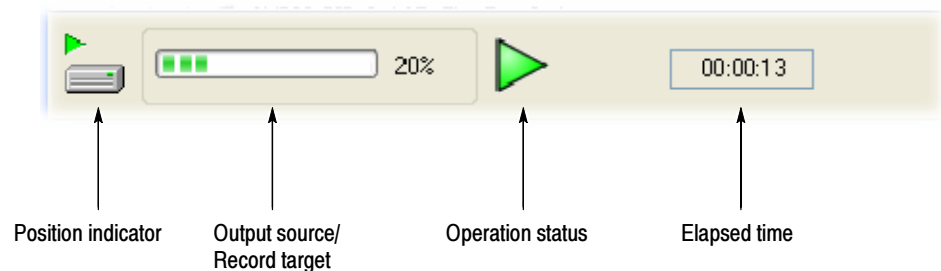 20%
00:00:13
Position indicator
Output source/
Record target
Operation status
Elapsed time